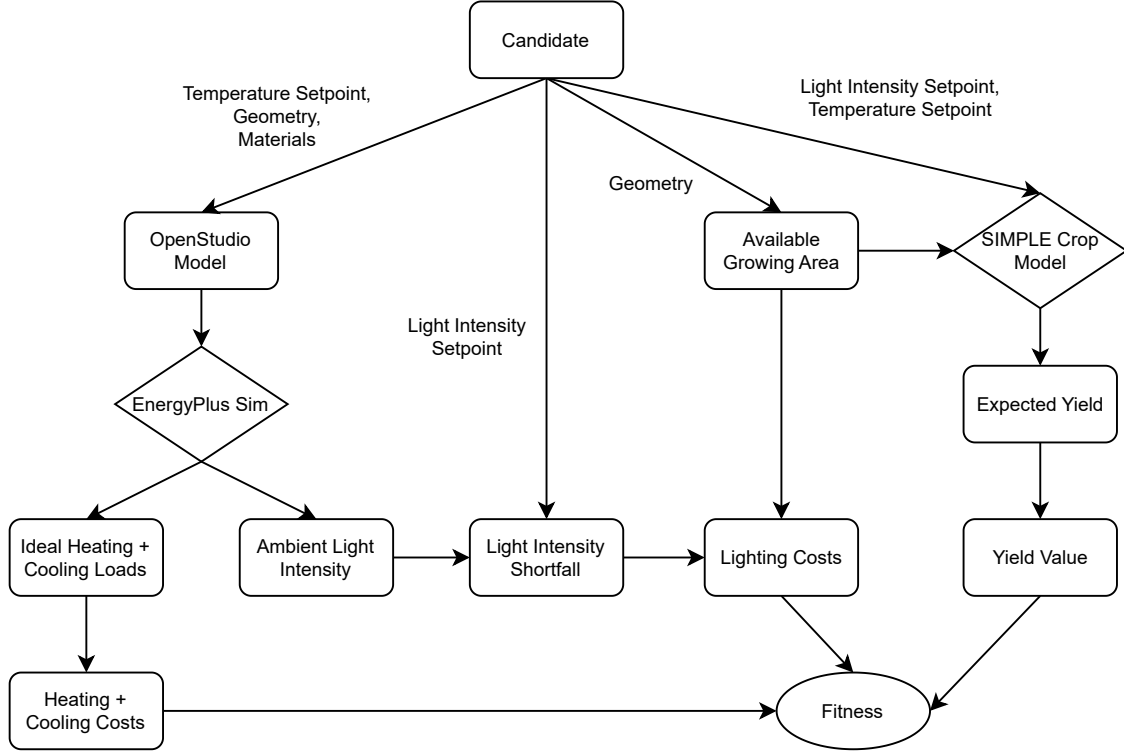 Candidate
Temperature Setpoint,
Geometry,
Materials
Light Intensity Setpoint,
Temperature Setpoint
Geometry
OpenStudio
Model
Available
Growing Area
SIMPLE Crop
Model
Light Intensity
Setpoint
EnergyPlus Sim
Expected Yield
Ideal Heating +
Cooling Loads
Ambient Light
Intensity
Light Intensity
Shortfall
Lighting Costs
Yield Value
Heating +
Cooling Costs
Fitness